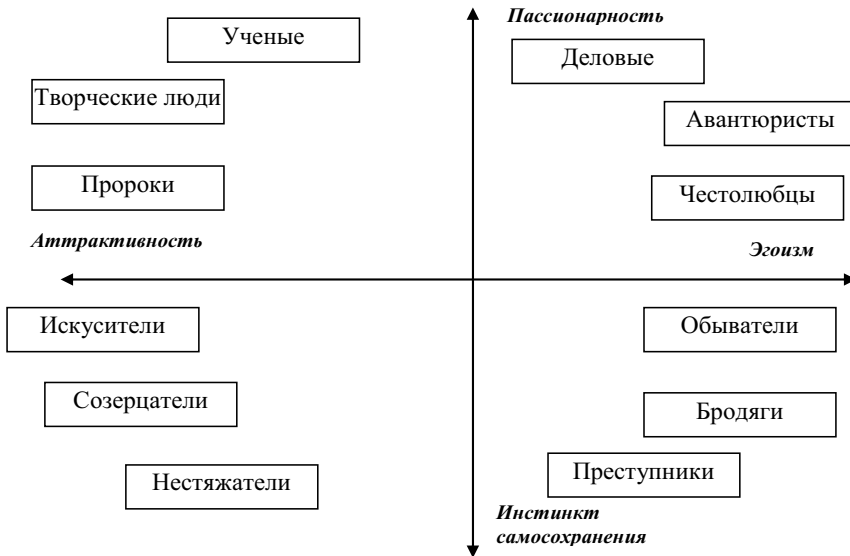 Пассионарность
Ученые
Деловые
Творческие люди
Авантюристы
Пророки
Честолюбцы
Аттрактивность
Эгоизм
Искусители
Обыватели
Созерцатели
Бродяги
Нестяжатели
Преступники
Инстинкт
самосохранения